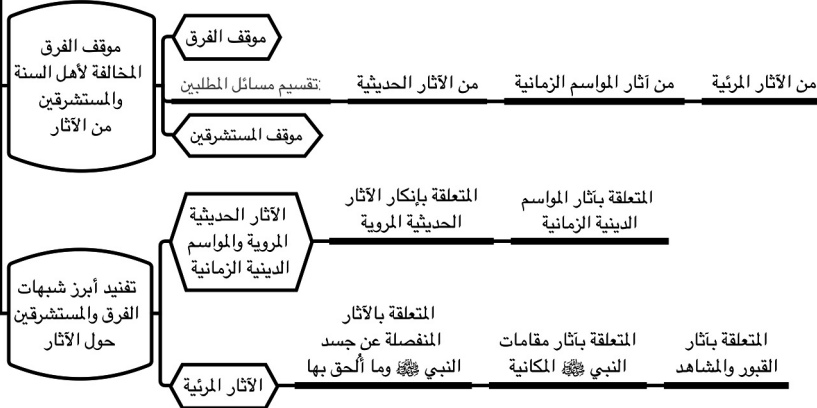 موقف الفرق
المخالفة لأهل السنة
والمستشرقين
من الآثار
موقف الفرق
تقسيم مسائل المطلبين:
من الآثار الحديثية
من آثار المواسم الزمانية
من الآثار المرئية
موقف المستشرقين
تفنيد أبرز شبهات
الفرق والمستشرقين
حول الآثار
الآثار الحديثية
المروية والمواسم
الدينية الزمانية
المتعلقة بإنكار الآثار
الحديثية المروية
المتعلقة بآثار المواسم
الدينية الزمانية
الآثار المرئية
المتعلقة بالآثار
المنفصلة عن جسد
النبي ﷺ وما أُلحق بها
المتعلقة بآثار مقامات
النبي ﷺ المكانية
المتعلقة بآثار
القبور والمشاهد